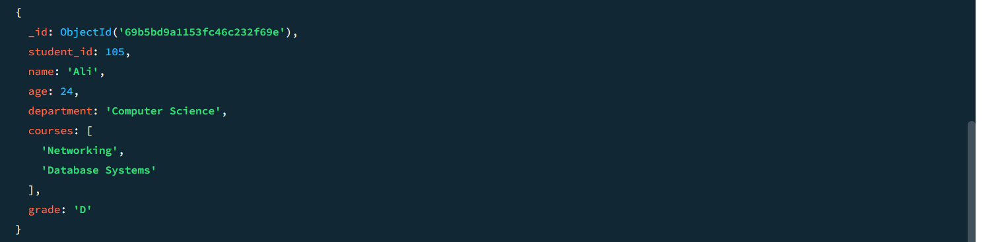 {
  _id: ObjectId('69b5bd9a1153fc46c232f69e'),
  student_id: 105,
  name: 'Ali',
  age: 24,
  department: 'Computer Science',
  courses: [
    'Networking',
    'Database Systems'
  ],
  grade: 'D'
}